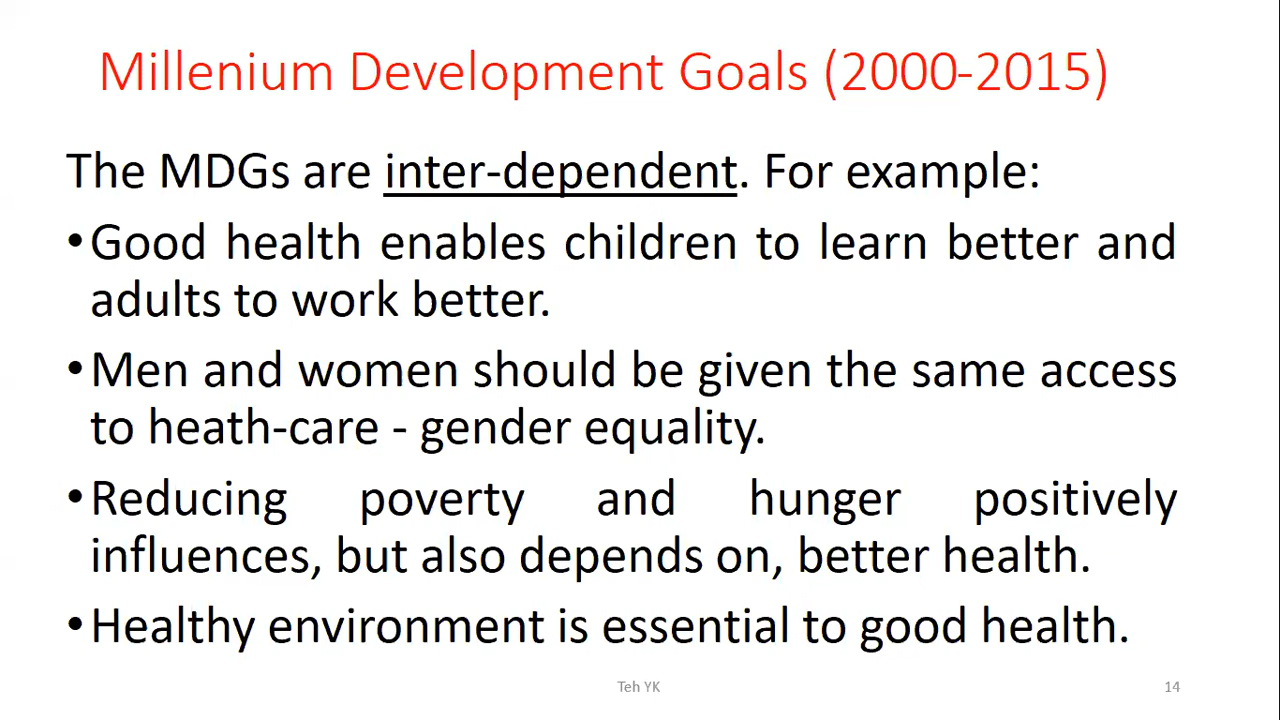 Millenium Development Goals (2000-2015)
The MDGs are inter-dependent. For example:
•Good health enables children to learn better and
adults to work better.
•Men and women should be given the same access
to heath-care - gender equality.
•Reducing poverty and hunger positively
influences, but also depends on, better health.
•Healthy environment is essential to good health.
Teh YK
14